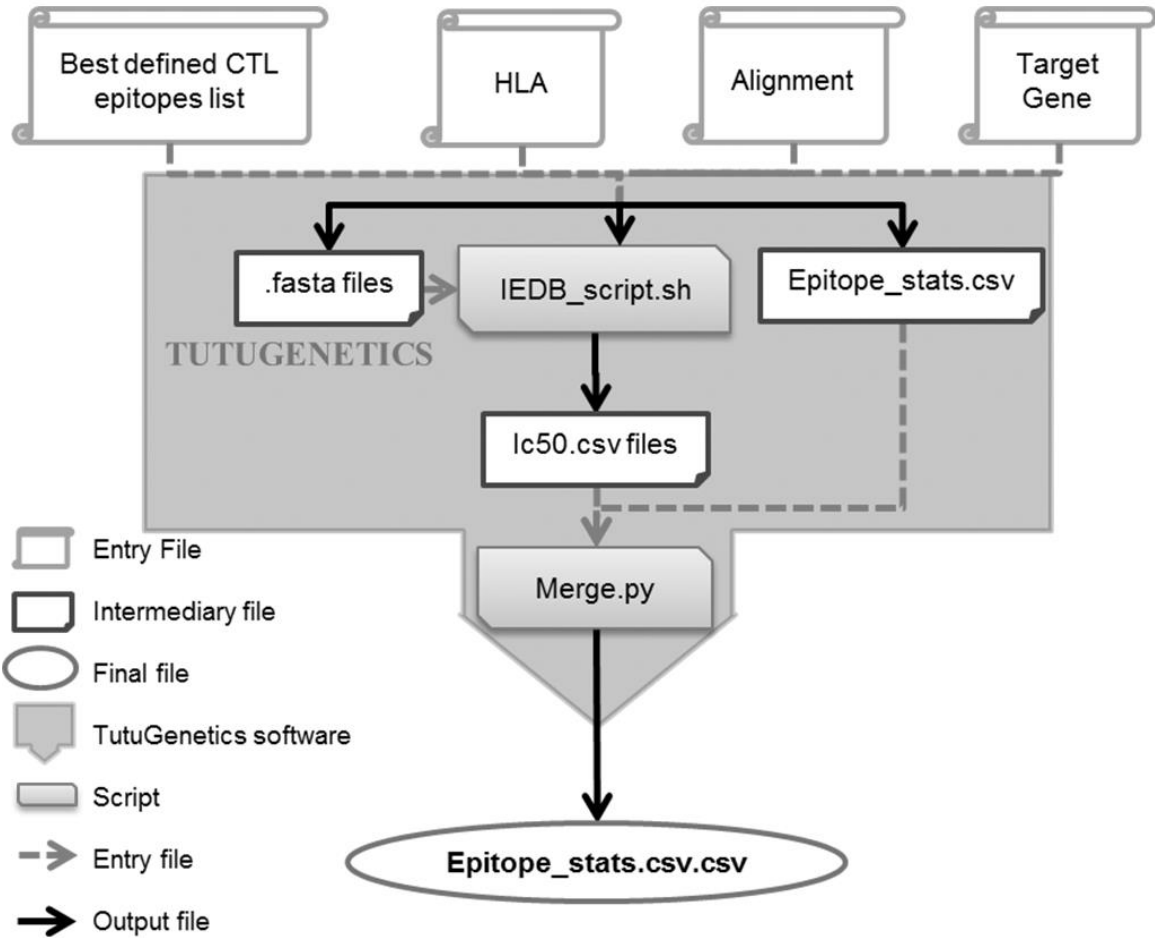 Best defined CTL
epitopes list
HLA
Alignment
Target
Gene
.fasta files
IEDB_script.sh
Epitope_stats.csv
TUTUGENETICS
Ic50.csv files
Merge.py
Entry File
Intermediary file
Final file
TutuGenetics software
Script
Entry file
Output file
Epitope_stats.csv.csv